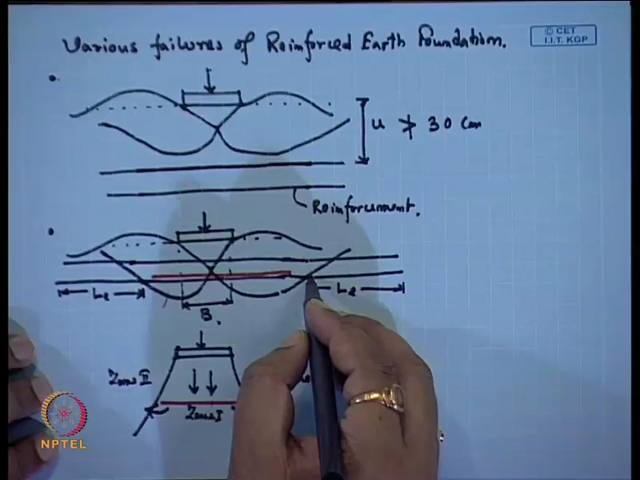 Various failures of Reinforced Earth Foundation.
© CET
I.I.T. KGP
u ≯ 30 cm
Reinforcement.
Le
Le
B.
Zone II
Zone I
NPTEL